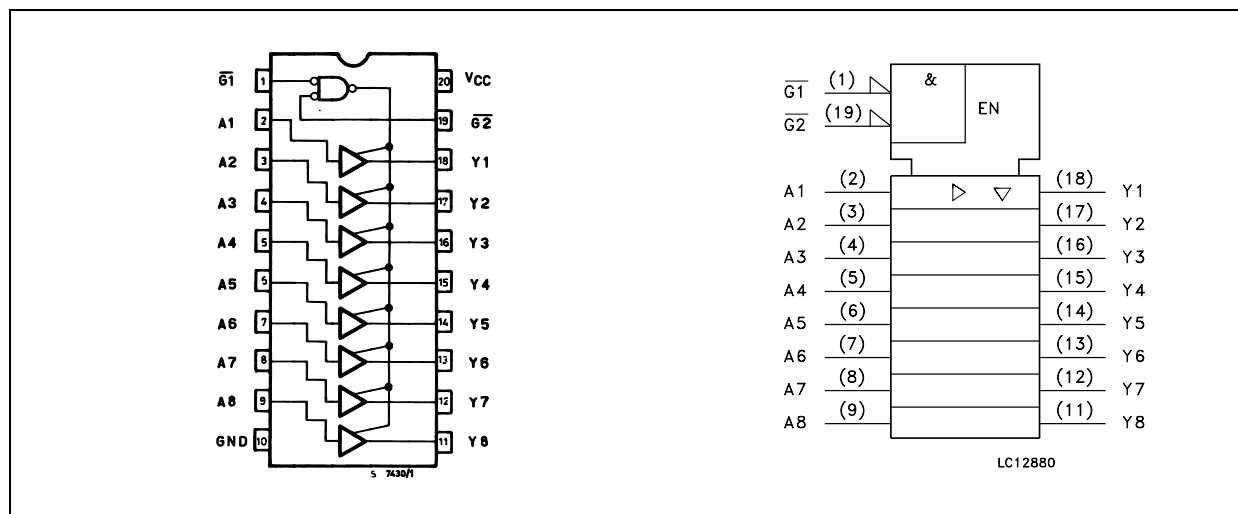 G1 1 20 VCC
A1 2 19 G2
A2 3 18 Y1
A3 4 17 Y2
A4 5 16 Y3
A5 6 15 Y4
A6 7 14 Y5
A7 8 13 Y6
A8 9 12 Y7
GND 10 11 Y8
S 7430/1
G1 (1) & EN
G2 (19)
A1 (2) (18) Y1
A2 (3) (17) Y2
A3 (4) (16) Y3
A4 (5) (15) Y4
A5 (6) (14) Y5
A6 (7) (13) Y6
A7 (8) (12) Y7
A8 (9) (11) Y8
LC12880